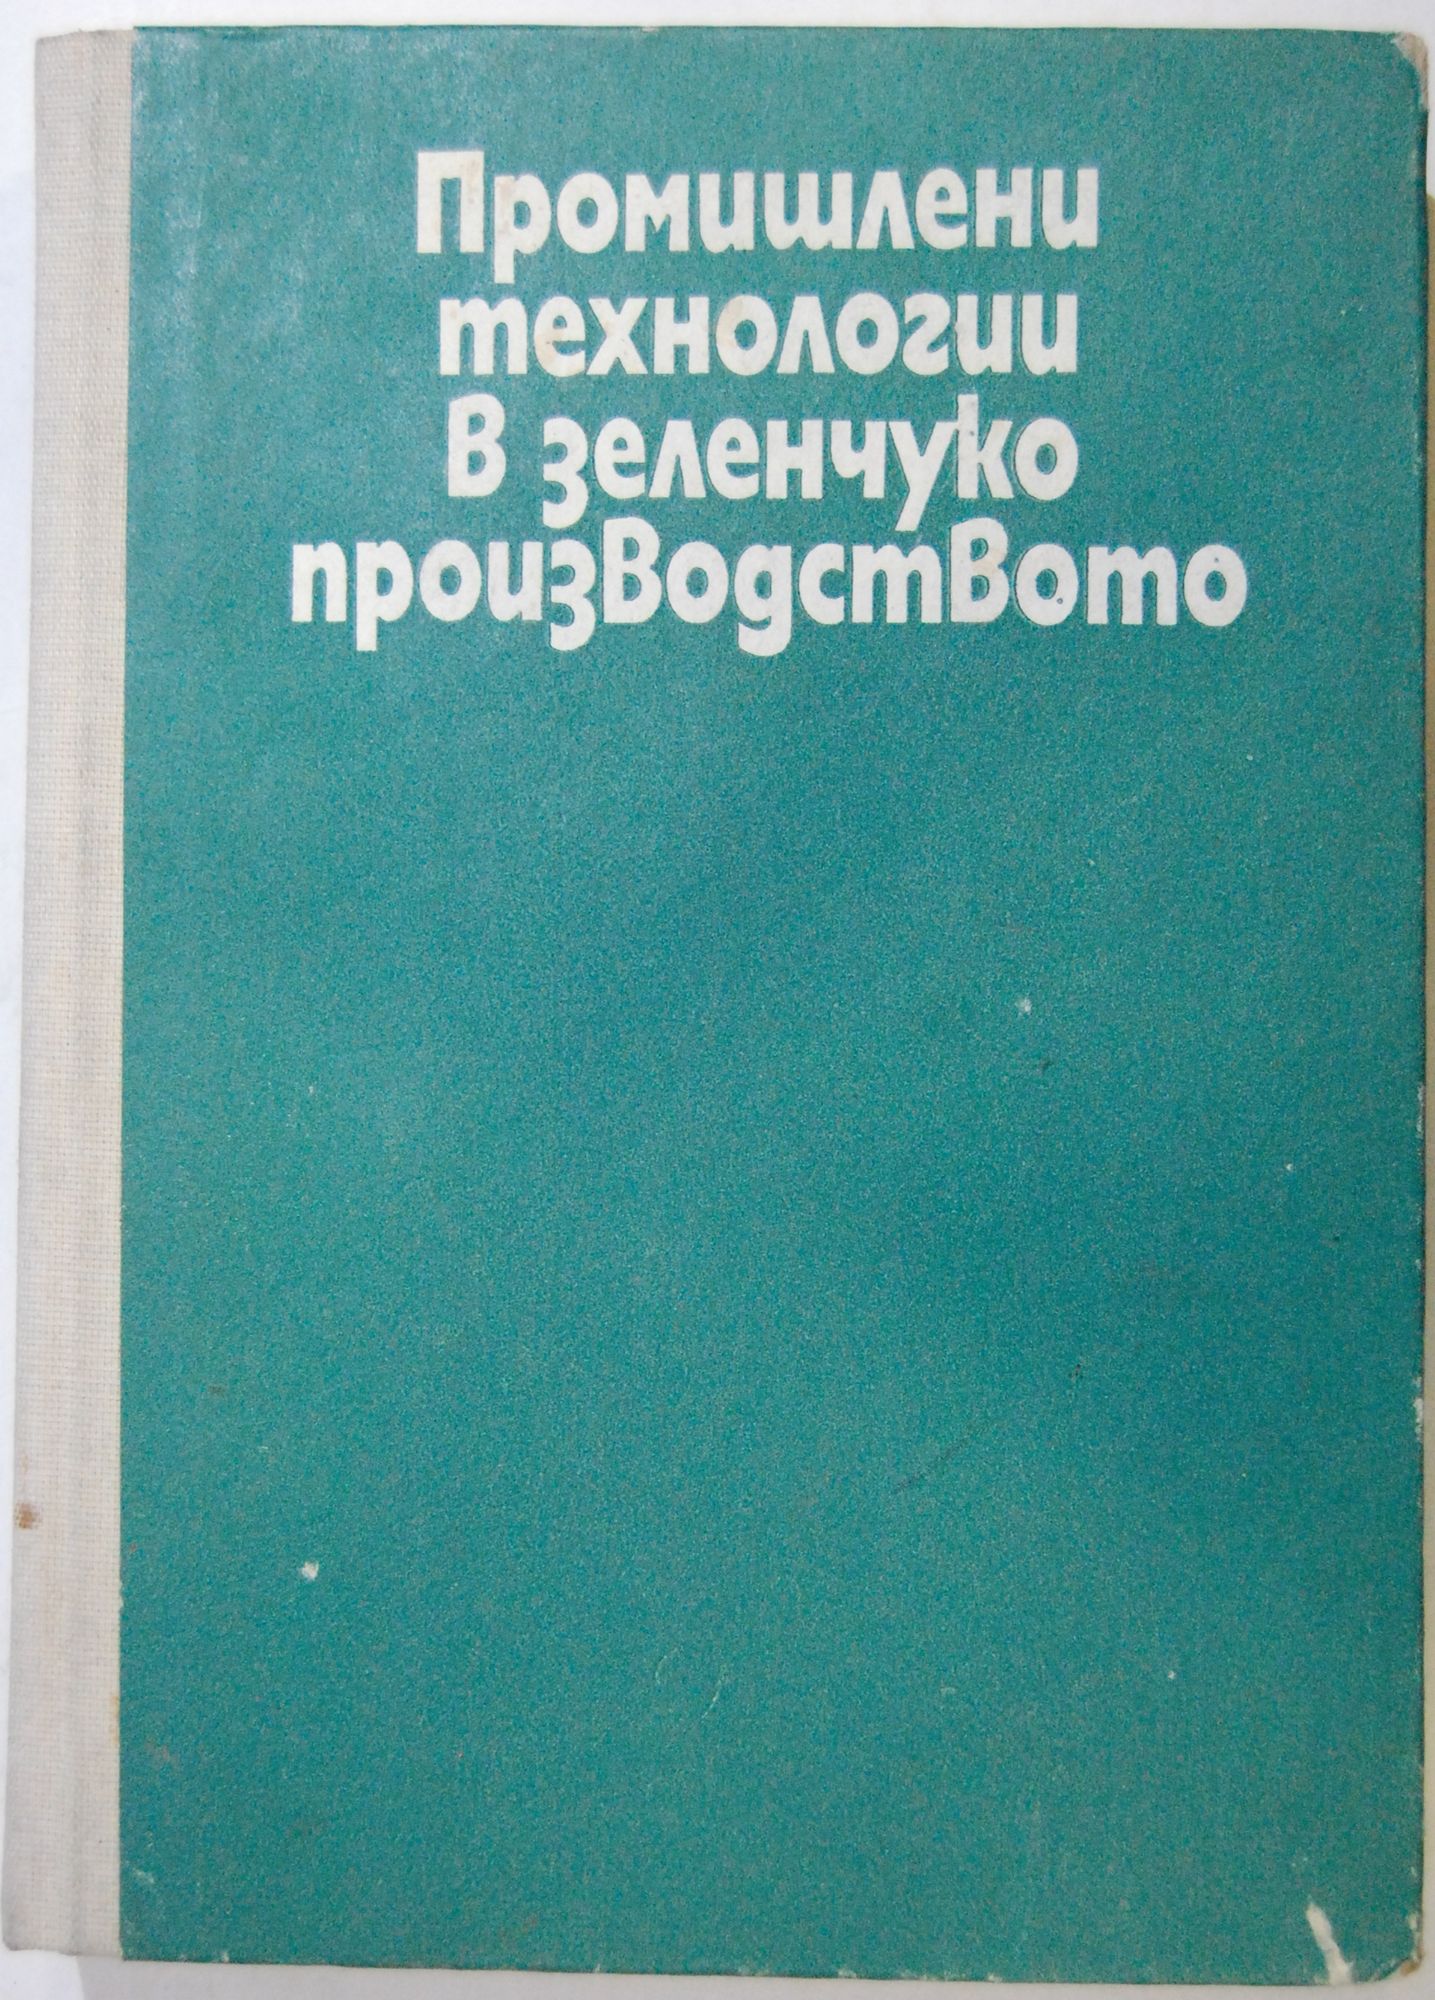 Промишлени
технологии
в зеленчуко
производството